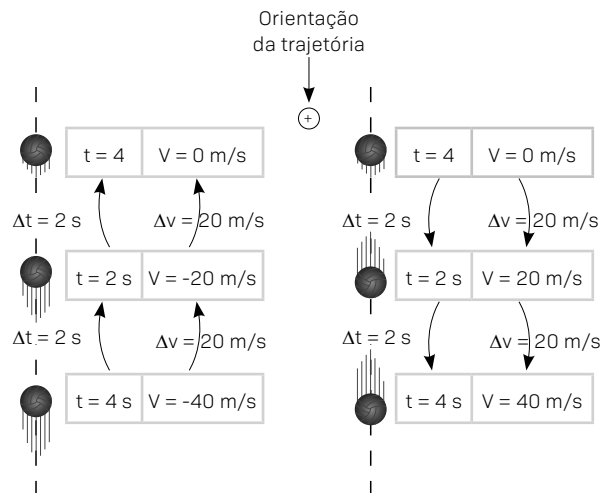 Orientação
da trajetória
+
t = 4 V = 0 m/s
Δt = 2 s Δv = 20 m/s
t = 2 s V = -20 m/s
Δt = 2 s Δv = 20 m/s
t = 4 s V = -40 m/s
t = 4 V = 0 m/s
Δt = 2 s Δv = 20 m/s
t = 2 s V = 20 m/s
Δt = 2 s Δv = 20 m/s
t = 4 s V = 40 m/s